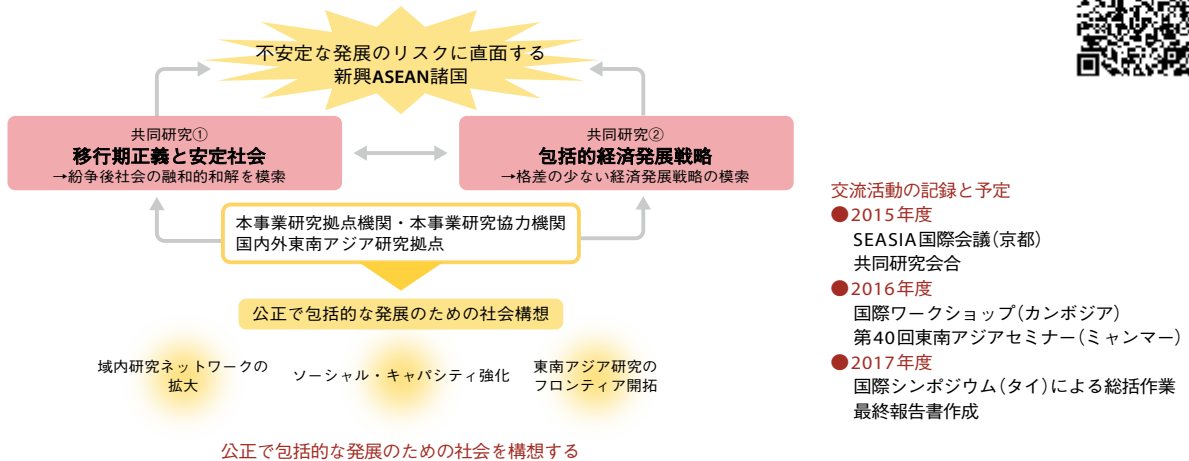 不安定な発展のリスクに直面する
新興ASEAN諸国
共同研究①
移行期正義と安定社会
→紛争後社会の融和的和解を模索
共同研究②
包括的経済発展戦略
→格差の少ない経済発展戦略の模索
本事業研究拠点機関・本事業研究協力機関
国内外東南アジア研究拠点
公正で包括的な発展のための社会構想
域内研究ネットワークの
拡大
ソーシャル・キャパシティ強化
東南アジア研究の
フロンティア開拓
公正で包括的な発展のための社会を構想する
交流活動の記録と予定
●2015年度
SEASIA国際会議(京都)
共同研究会合
●2016年度
国際ワークショップ(カンボジア)
第40回東南アジアセミナー(ミャンマー)
●2017年度
国際シンポジウム(タイ)による総括作業
最終報告書作成